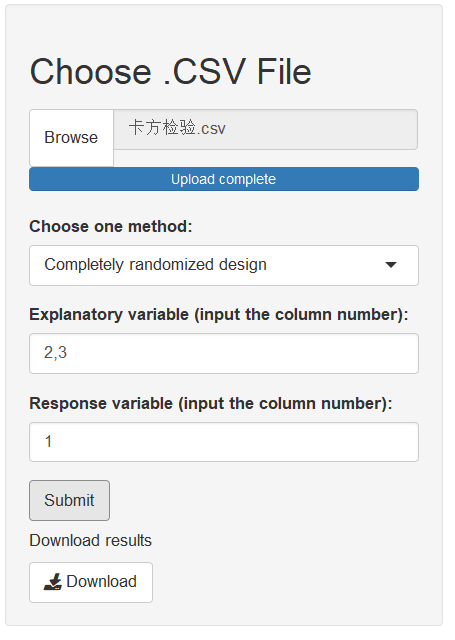 Choose .CSV File
Browse 卡方检验.csv
Upload complete
Choose one method:
Completely randomized design
Explanatory variable (input the column number):
2,3
Response variable (input the column number):
1
Submit
Download results
Download